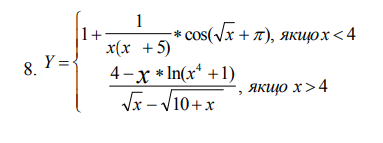 8. Y = { 1 + 1 / x(x + 5) * cos(√x + π), якщо x < 4
4 − x * ln(x⁴ + 1) / √x − √10 + x , якщо x > 4